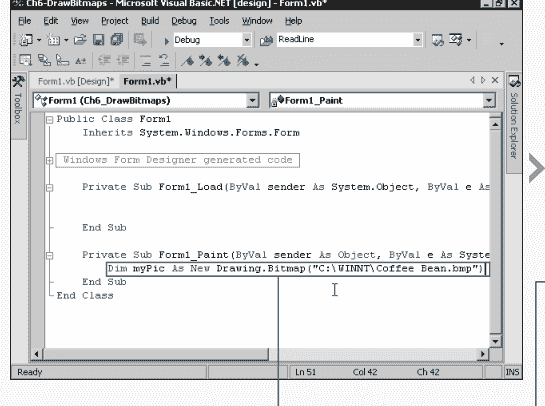 Ch6-DrawBitmaps - Microsoft Visual Basic.NET [design] - Form1.vb*
File Edit View Project Build Debug Tools Window Help
Debug ReadLine
Form1.vb [Design]* Form1.vb*
Form1 (Ch6_DrawBitmaps) Form1_Paint
Toolbox
Solution Explorer
Public Class Form1
Inherits System.Windows.Forms.Form
Windows Form Designer generated code
Private Sub Form1_Load(ByVal sender As System.Object, ByVal e As
End Sub
Private Sub Form1_Paint(ByVal sender As Object, ByVal e As Syste
Dim myPic As New Drawing.Bitmap("C:\WINNT\Coffee Bean.bmp")
End Sub
End Class
Ready Ln 51 Col 42 Ch 42 INS